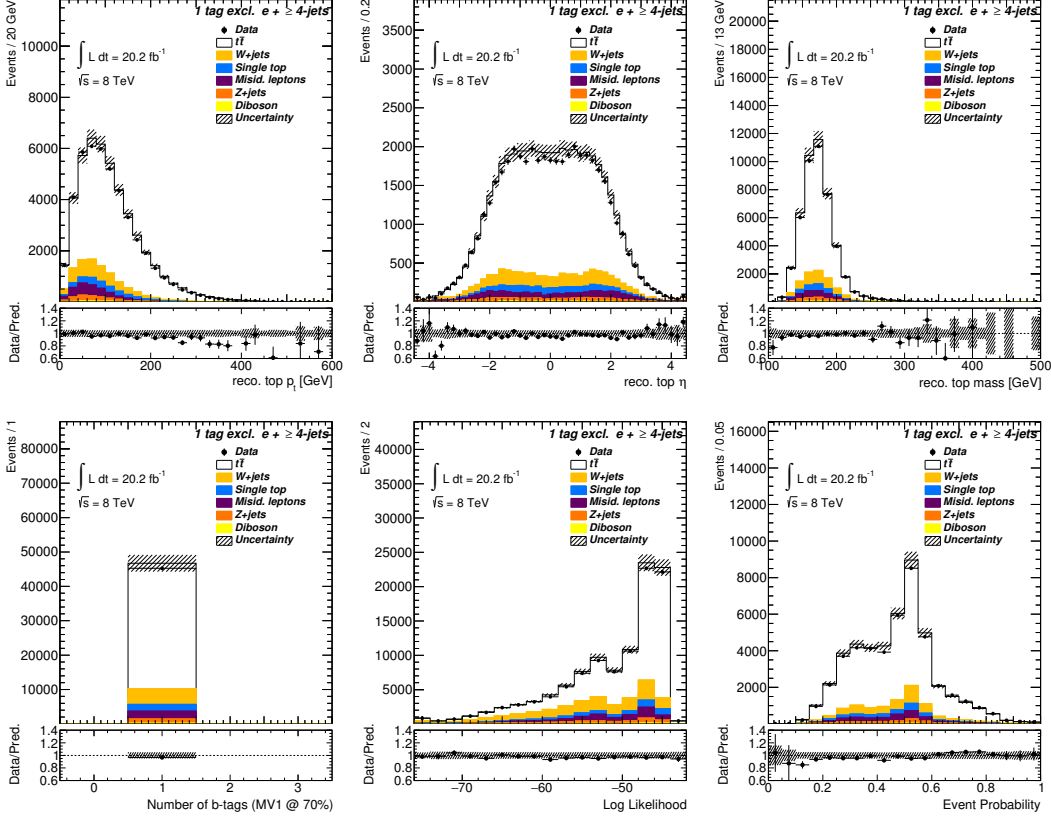 1 tag excl. e + ≥ 4-jets
Events / 20 GeV
10000
8000
6000
4000
2000
∫ L dt = 20.2 fb⁻¹
√s = 8 TeV
Data
tt̄
W+jets
Single top
Misid. leptons
Z+jets
Diboson
Uncertainty
Data/Pred.
1.4
1.2
1.0
0.8
0.6
0 200 400 600
reco. top pt [GeV]
1 tag excl. e + ≥ 4-jets
Events / 0.2
3500
3000
2500
2000
1500
1000
500
∫ L dt = 20.2 fb⁻¹
√s = 8 TeV
Data
tt̄
W+jets
Single top
Misid. leptons
Z+jets
Diboson
Uncertainty
Data/Pred.
1.4
1.2
1.0
0.8
0.6
−4 −2 0 2 4
reco. top η
1 tag excl. e + ≥ 4-jets
Events / 13 GeV
20000
18000
16000
14000
12000
10000
8000
6000
4000
2000
∫ L dt = 20.2 fb⁻¹
√s = 8 TeV
Data
tt̄
W+jets
Single top
Misid. leptons
Z+jets
Diboson
Uncertainty
Data/Pred.
1.4
1.2
1.0
0.8
0.6
100 200 300 400 500
reco. top mass [GeV]
1 tag excl. e + ≥ 4-jets
Events / 1
80000
70000
60000
50000
40000
30000
20000
10000
∫ L dt = 20.2 fb⁻¹
√s = 8 TeV
Data
tt̄
W+jets
Single top
Misid. leptons
Z+jets
Diboson
Uncertainty
Data/Pred.
1.4
1.2
1.0
0.8
0.6
0 1 2 3
Number of b-tags (MV1 @ 70%)
1 tag excl. e + ≥ 4-jets
Events / 2
40000
35000
30000
25000
20000
15000
10000
5000
∫ L dt = 20.2 fb⁻¹
√s = 8 TeV
Data
tt̄
W+jets
Single top
Misid. leptons
Z+jets
Diboson
Uncertainty
Data/Pred.
1.4
1.2
1.0
0.8
0.6
−70 −60 −50
Log Likelihood
1 tag excl. e + ≥ 4-jets
Events / 0.05
16000
14000
12000
10000
8000
6000
4000
2000
∫ L dt = 20.2 fb⁻¹
√s = 8 TeV
Data
tt̄
W+jets
Single top
Misid. leptons
Z+jets
Diboson
Uncertainty
Data/Pred.
1.4
1.2
1.0
0.8
0.6
0 0.2 0.4 0.6 0.8 1
Event Probability